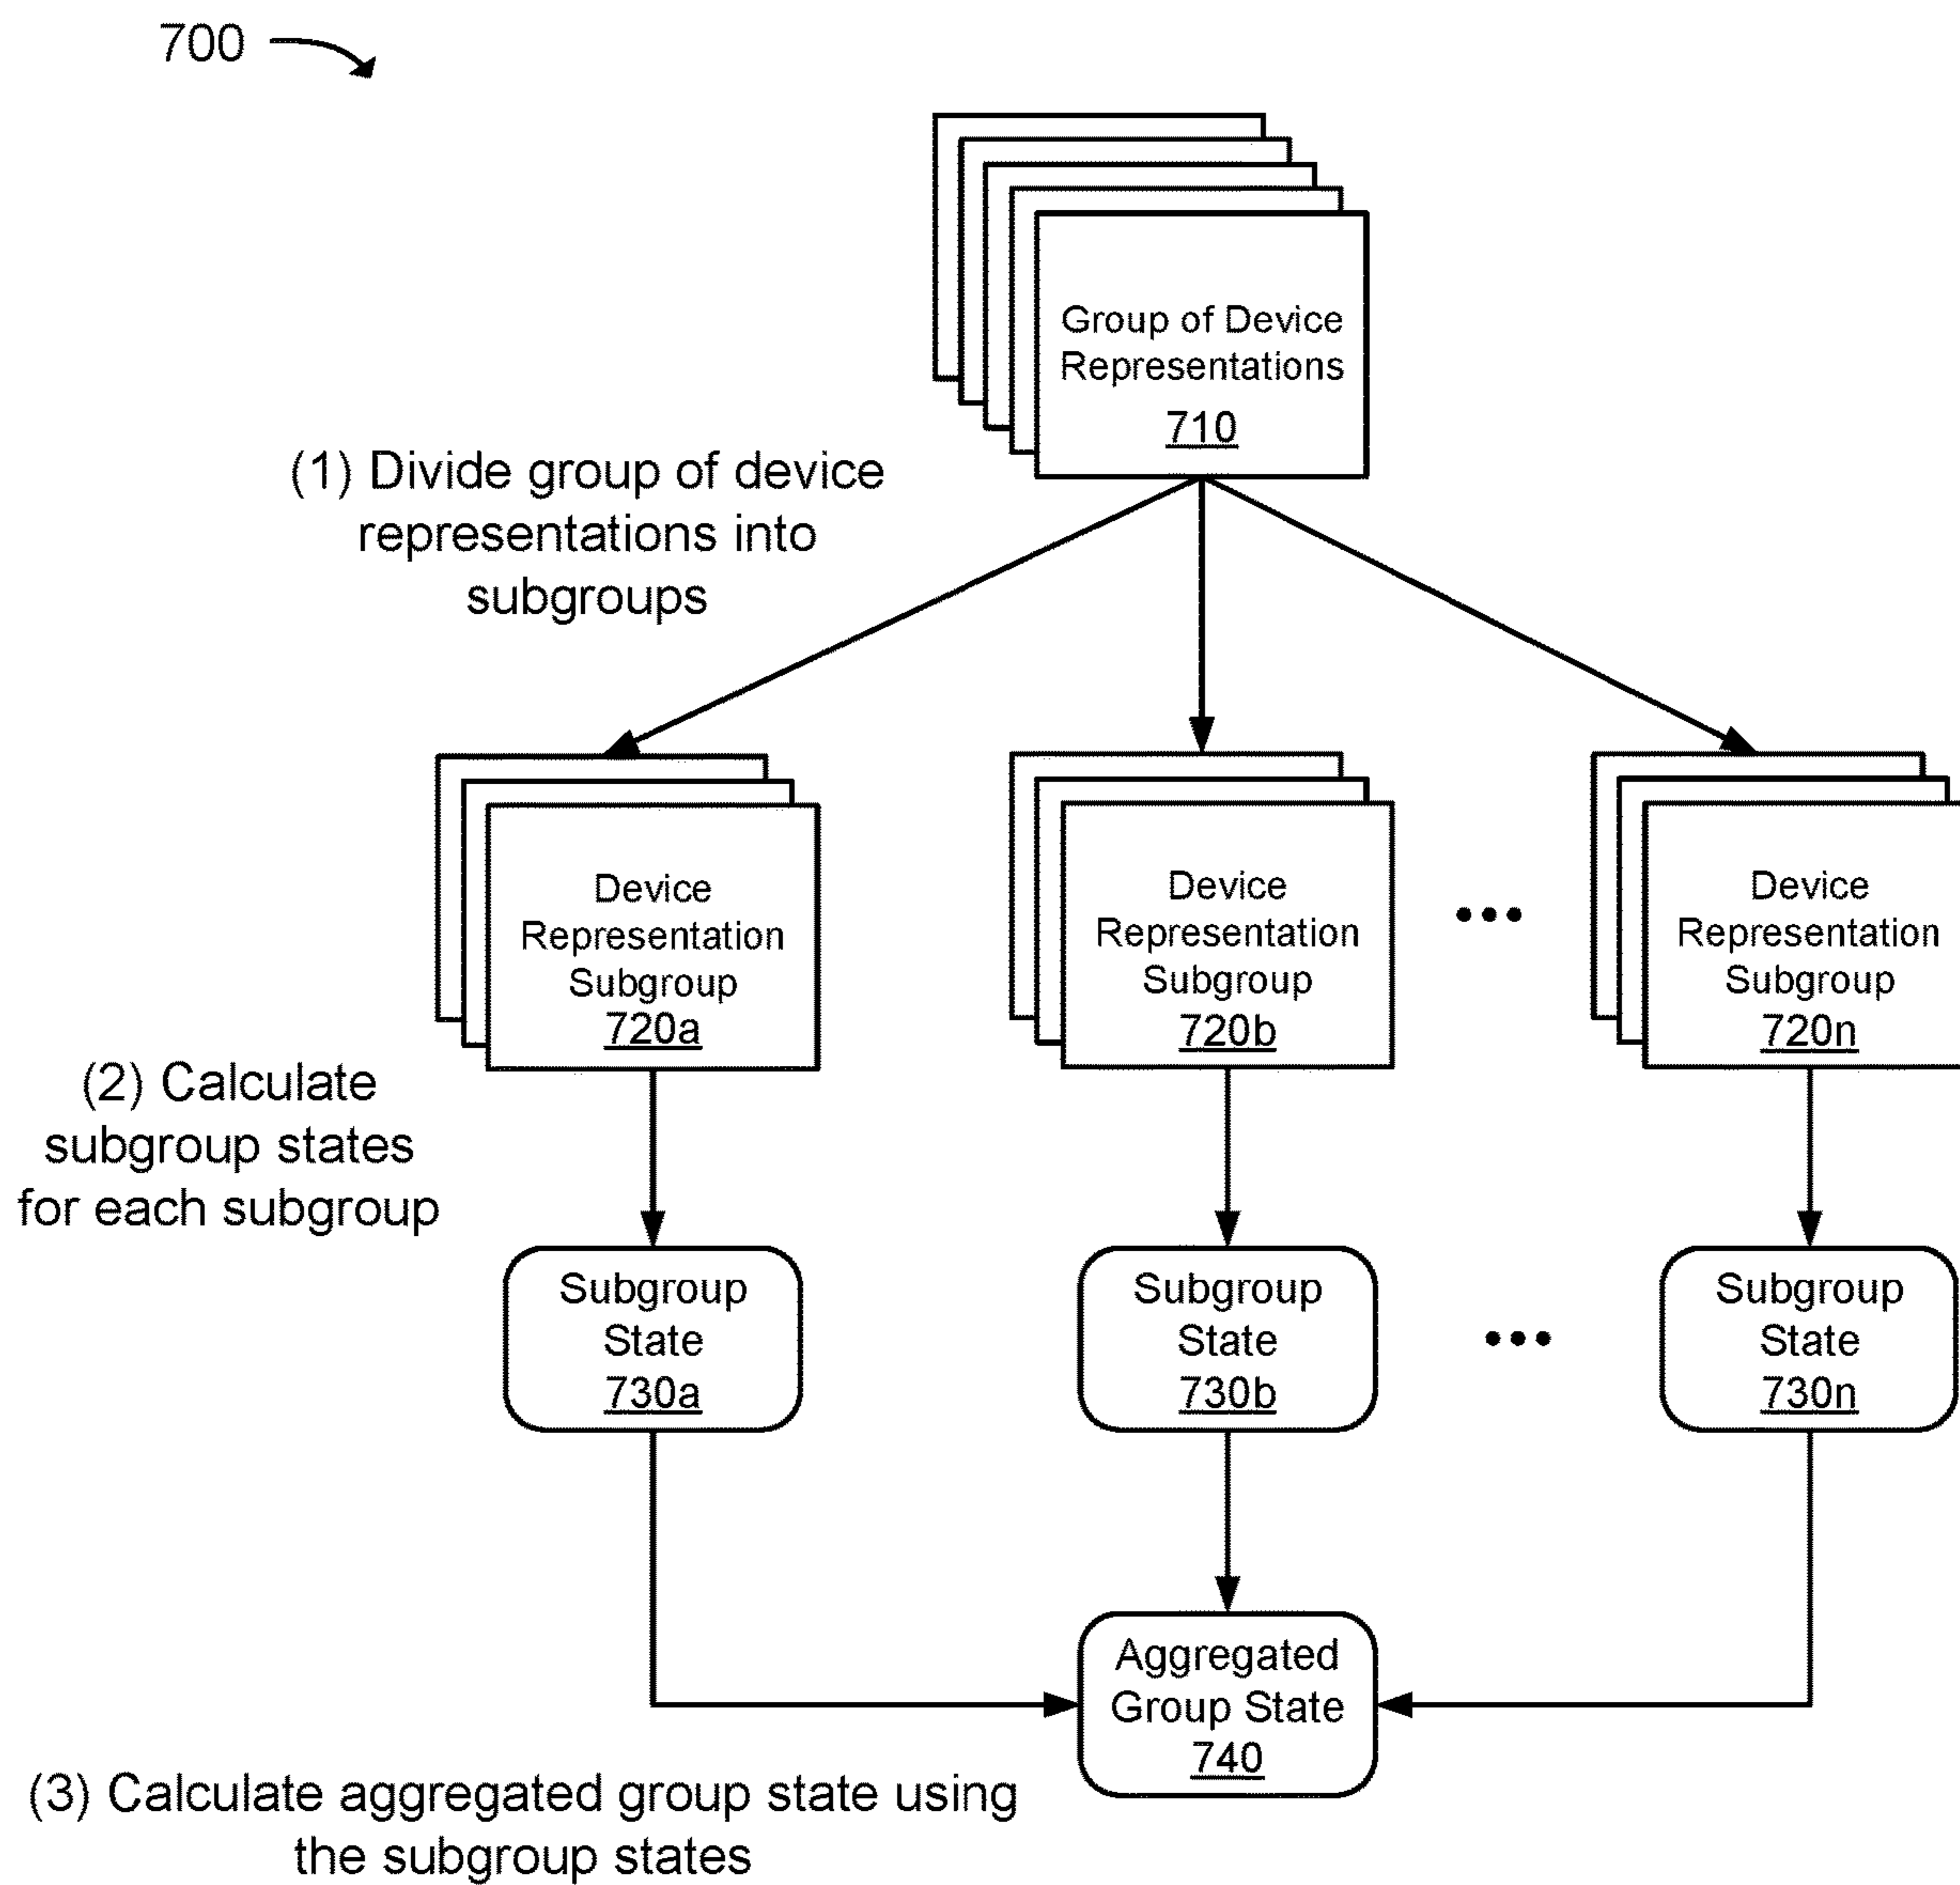 700
Group of Device
Representations
710
(1) Divide group of device
representations into
subgroups
Device
Representation
Subgroup
720a
Device
Representation
Subgroup
720b
•••
Device
Representation
Subgroup
720n
(2) Calculate
subgroup states
for each subgroup
Subgroup
State
730a
Subgroup
State
730b
•••
Subgroup
State
730n
Aggregated
Group State
740
(3) Calculate aggregated group state using
the subgroup states